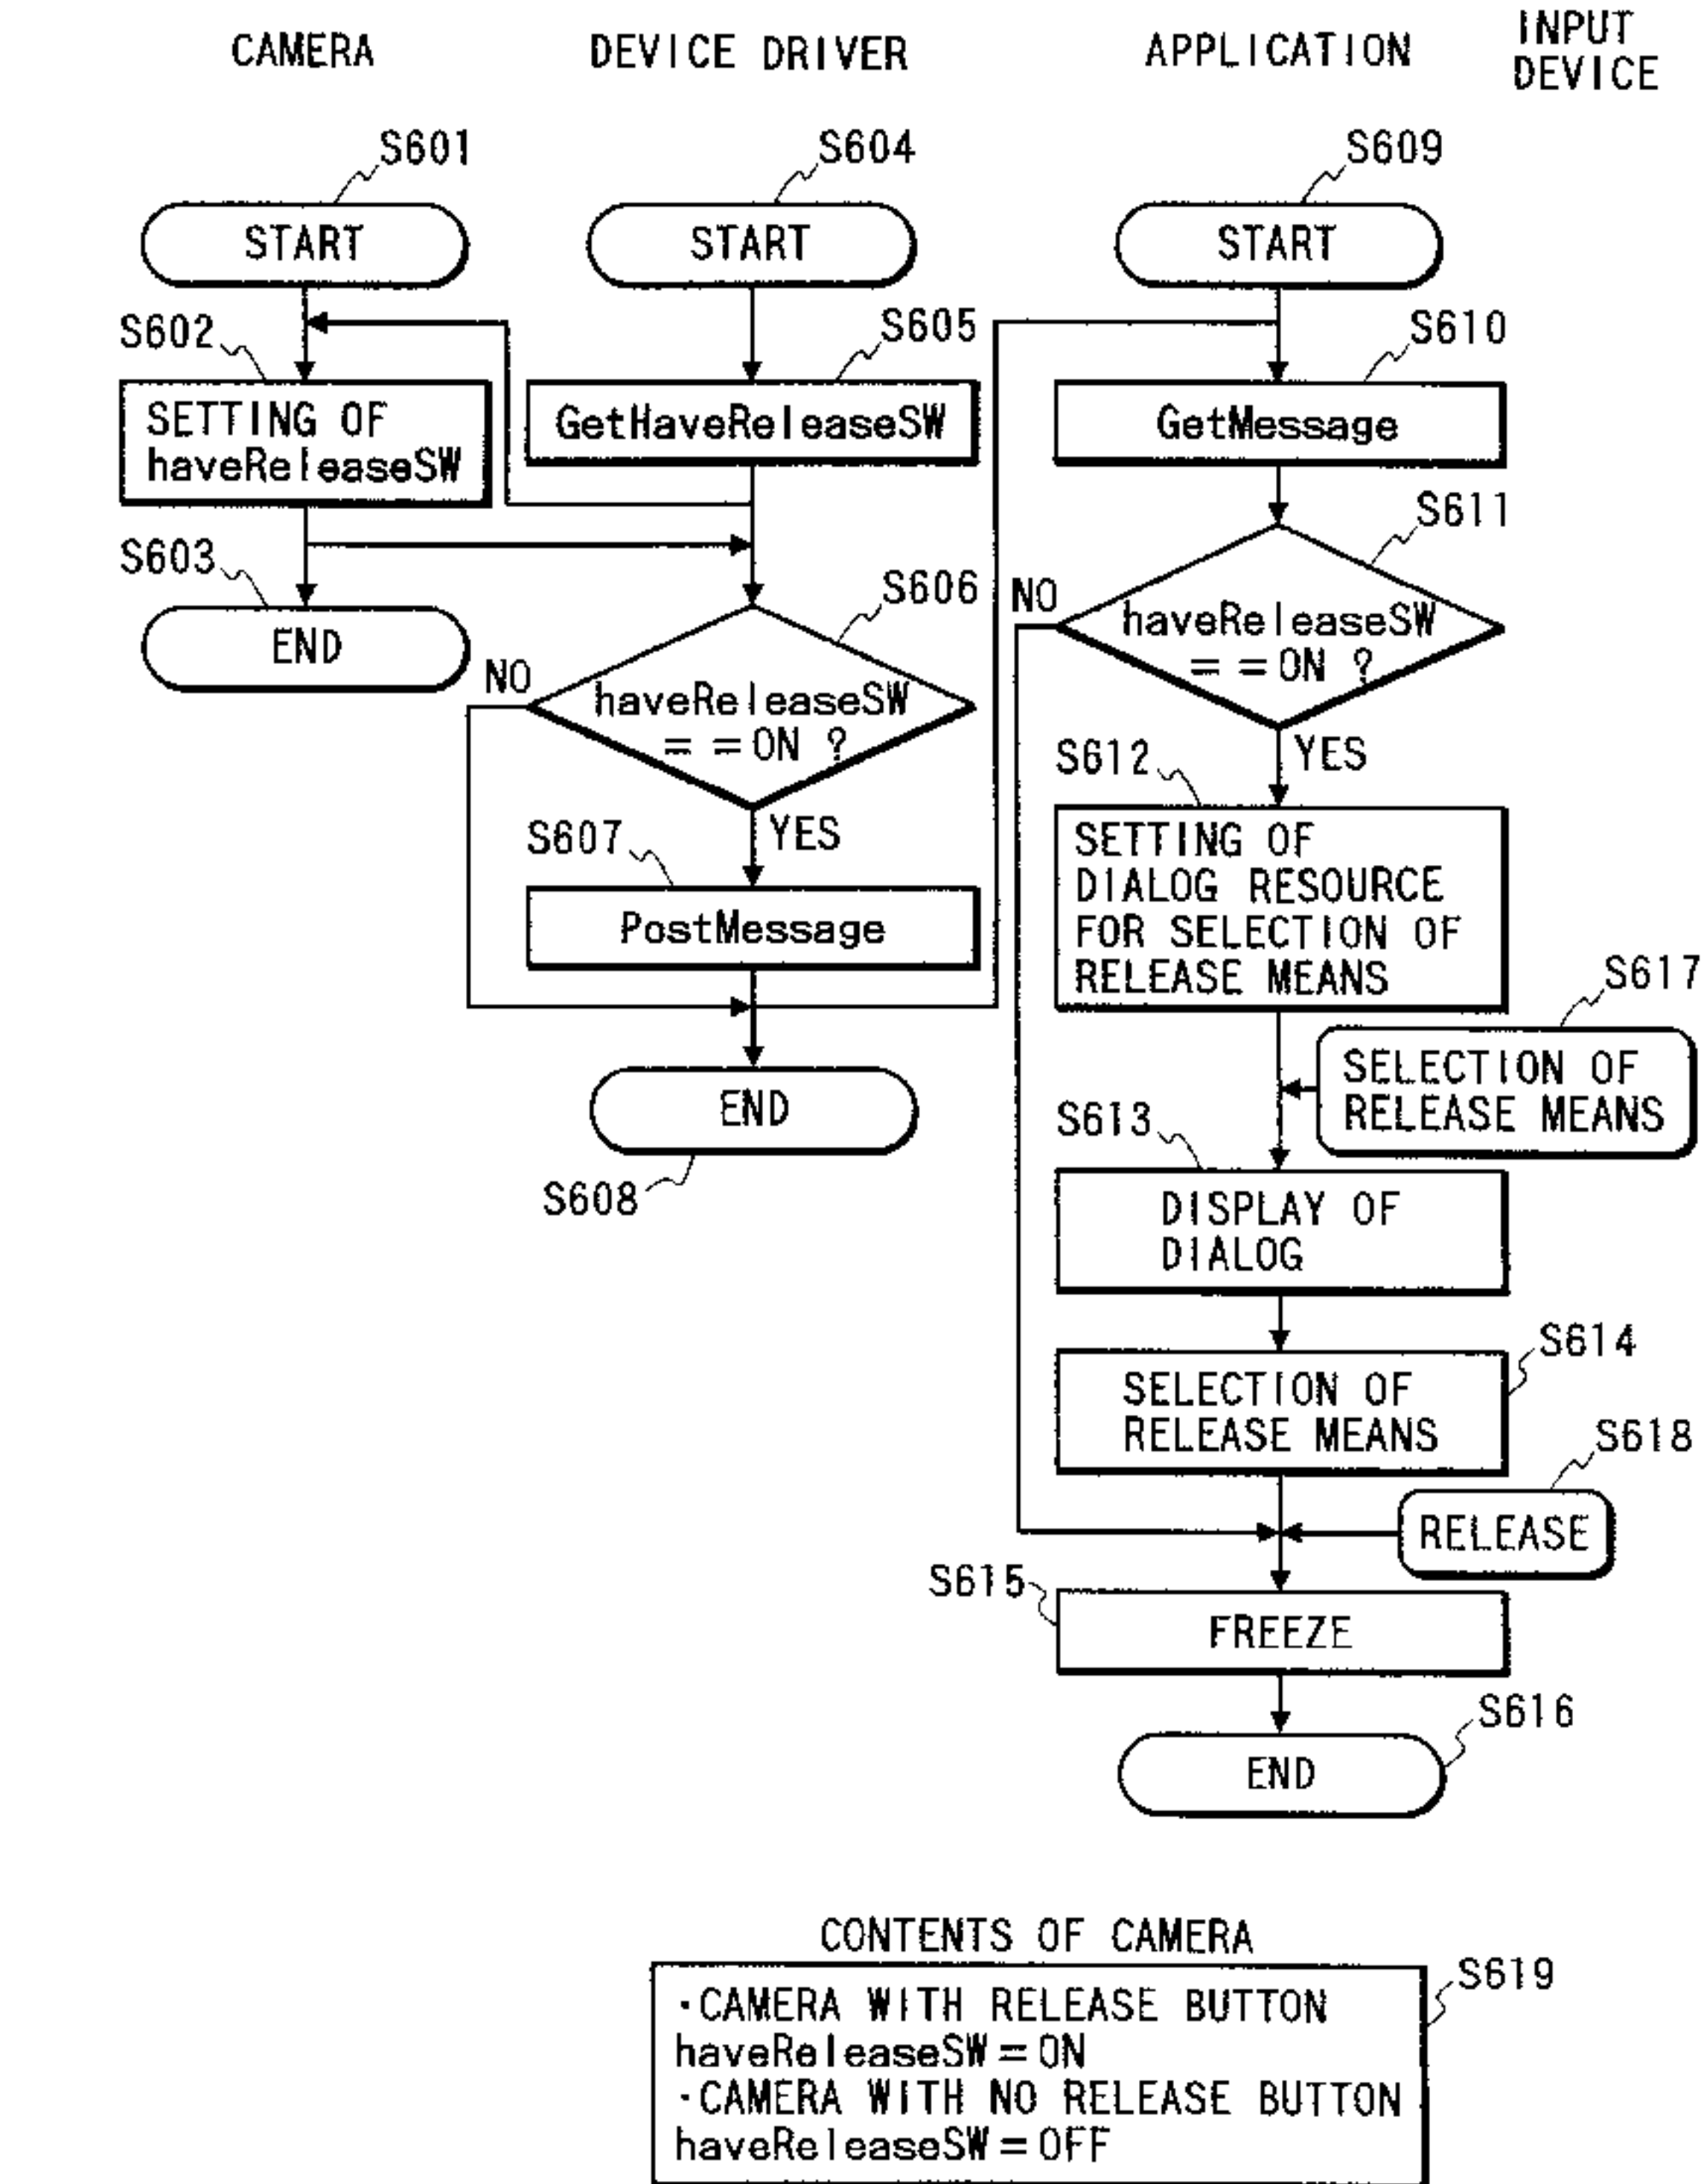 CAMERA
DEVICE DRIVER
APPLICATION
INPUT
DEVICE
S601
START
S602
SETTING OF
haveReleaseSW
S603
END
S604
START
S605
GetHaveReleaseSW
S606
NO
haveReleaseSW
==ON ?
YES
S607
PostMessage
END
S608
S609
START
S610
GetMessage
S611
NO
haveReleaseSW
==ON ?
YES
S612
SETTING OF
DIALOG RESOURCE
FOR SELECTION OF
RELEASE MEANS
S617
SELECTION OF
RELEASE MEANS
S613
DISPLAY OF
DIALOG
S614
SELECTION OF
RELEASE MEANS
S618
RELEASE
S615
FREEZE
S616
END
CONTENTS OF CAMERA
S619
·CAMERA WITH RELEASE BUTTON
haveReleaseSW=ON
·CAMERA WITH NO RELEASE BUTTON
haveReleaseSW=OFF